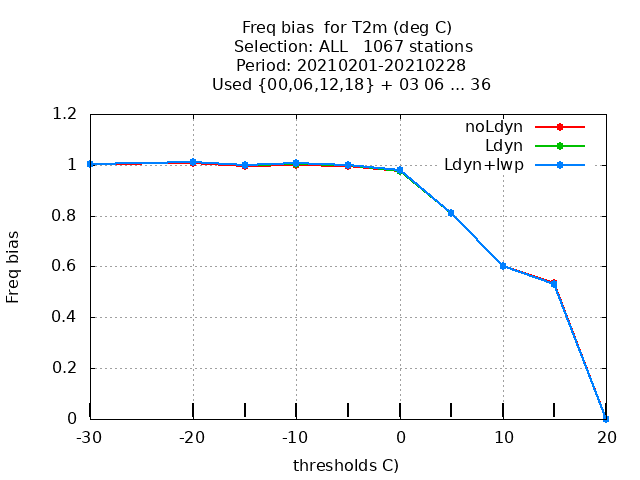 Freq bias  for T2m (deg C)
Selection: ALL   1067 stations
Period: 20210201-20210228
Used {00,06,12,18} + 03 06 ... 36
noLdyn
Ldyn
Ldyn+lwp
1.2
1
0.8
0.6
0.4
0.2
0
Freq bias
-30 -20 -10 0 10 20
thresholds C)